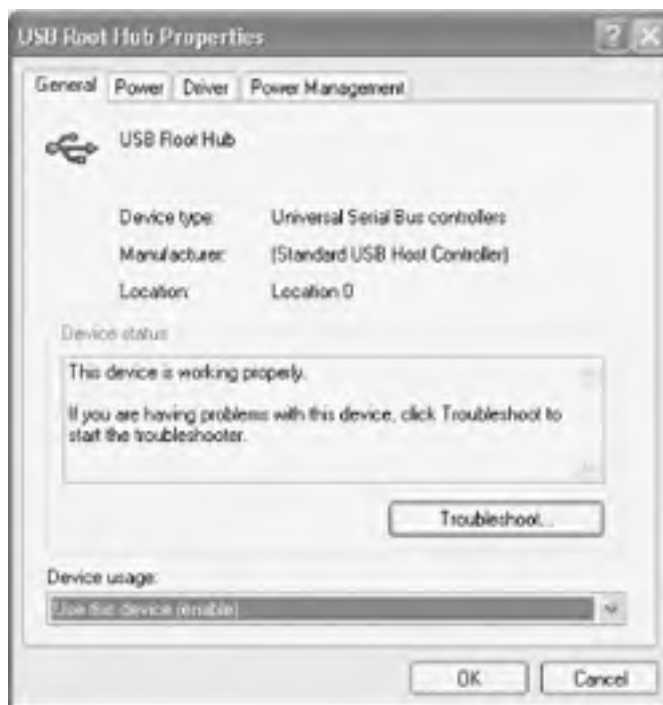 USB Root Hub Properties
General Power Driver Power Management
USB Root Hub
Device type: Universal Serial Bus controllers
Manufacturer: (Standard USB Host Controller)
Location: Location 0
Device status
This device is working properly.
If you are having problems with this device, click Troubleshoot to
start the troubleshooter.
Troubleshoot...
Device usage:
Use this device (enable)
OK Cancel